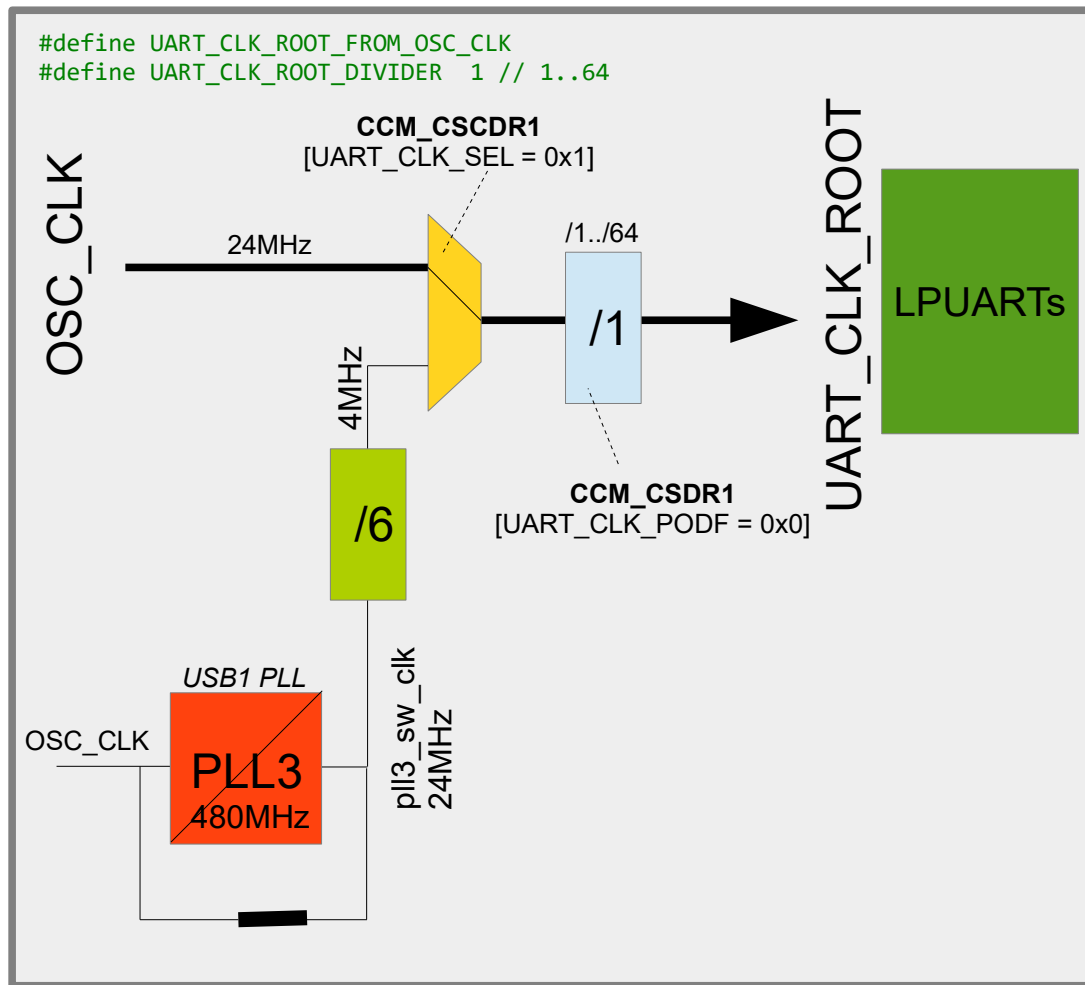 #define UART_CLK_ROOT_FROM_OSC_CLK
#define UART_CLK_ROOT_DIVIDER  1 // 1..64
CCM_CSCDR1
[UART_CLK_SEL = 0x1]
OSC_CLK
24MHz
/1../64
/1
UART_CLK_ROOT
LPUARTs
4MHz
CCM_CSDR1
[UART_CLK_PODF = 0x0]
/6
pll3_sw_clk
24MHz
USB1 PLL
OSC_CLK
PLL3
480MHz